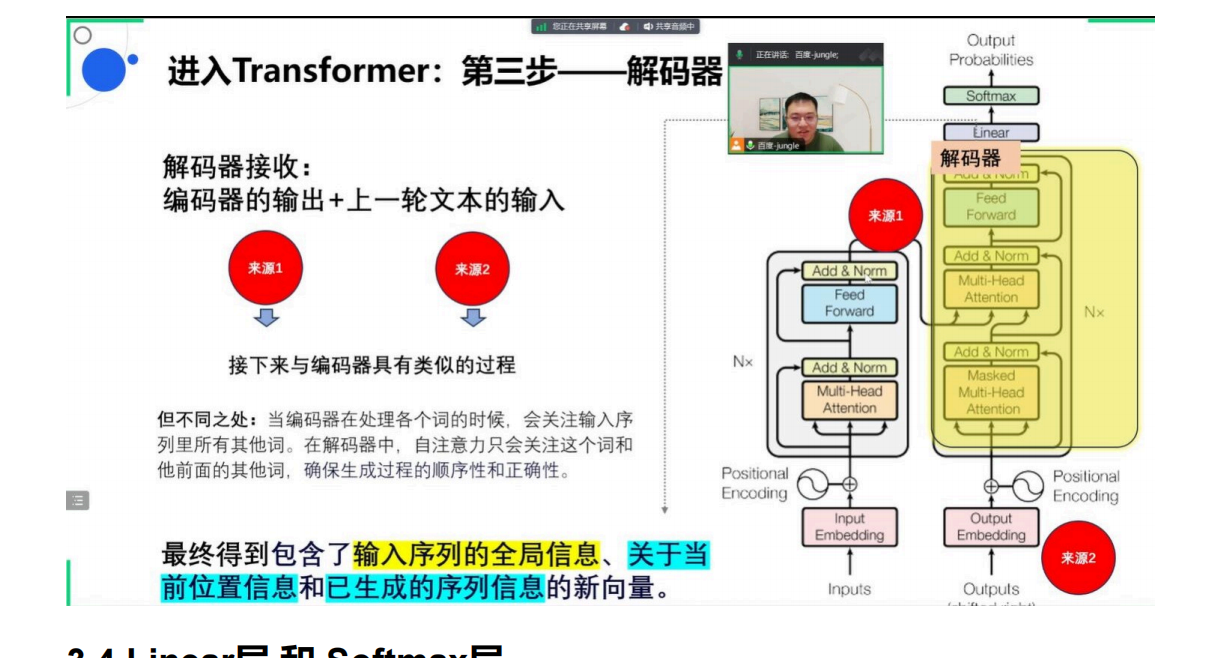 您正在共享屏幕 共享音频中
进入Transformer：第三步——解码器
正在讲话: 百度-jungle;
百度-jungle
解码器接收：
编码器的输出+上一轮文本的输入
来源1
来源2
接下来与编码器具有类似的过程
但不同之处：当编码器在处理各个词的时候，会关注输入序
列里所有其他词。在解码器中，自注意力只会关注这个词和
他前面的其他词，确保生成过程的顺序性和正确性。
最终得到包含了输入序列的全局信息、关于当
前位置信息和已生成的序列信息的新向量。
Output
Probabilities
Softmax
Linear
解码器
Add & Norm
Feed
Forward
来源1
Add & Norm
Multi-Head
Attention
Nx
Add & Norm
Masked
Multi-Head
Attention
Add & Norm
Feed
Forward
Nx
Add & Norm
Multi-Head
Attention
Positional
Encoding
Positional
Encoding
Input
Embedding
Output
Embedding
来源2
Inputs
Outputs
(shifted right)
3.4 Linear层 和 Softmax层